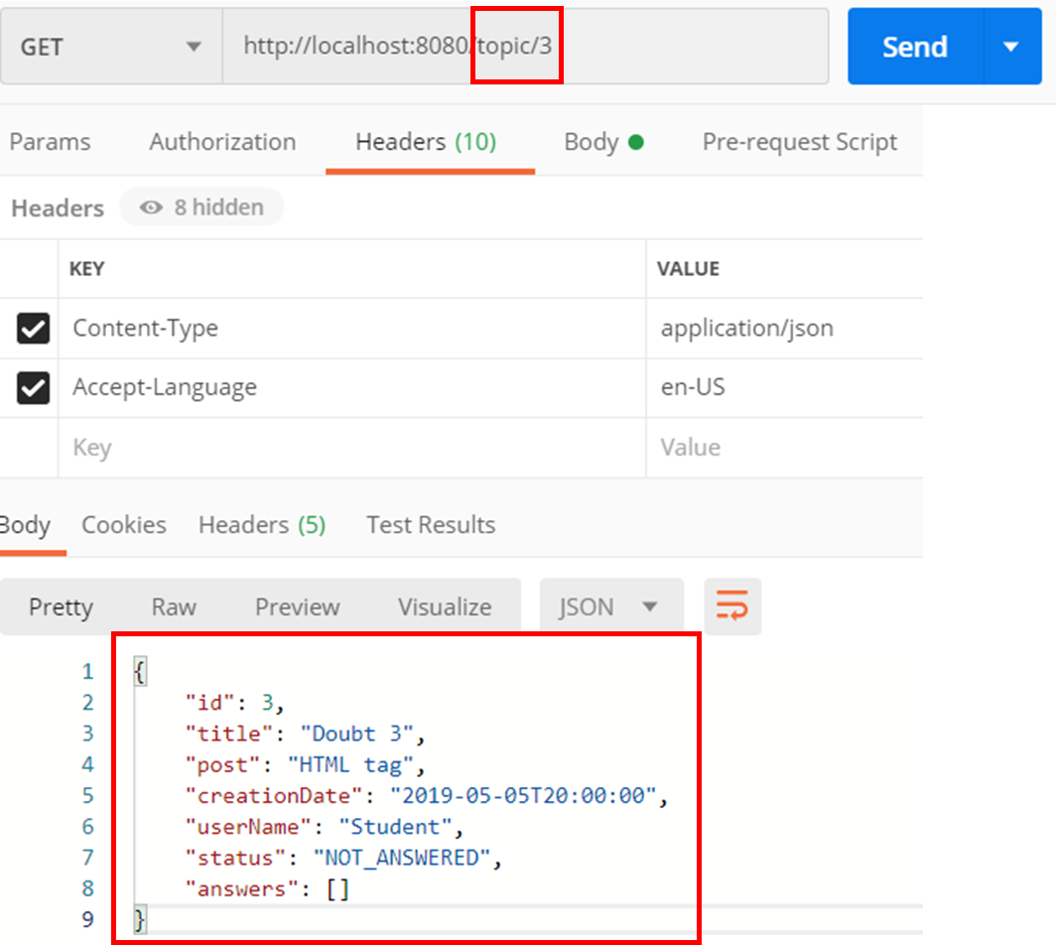 GET http://localhost:8080/topic/3 Send
Params Authorization Headers (10) Body Pre-request Script
Headers 8 hidden
KEY VALUE
Content-Type application/json
Accept-Language en-US
Key Value
Body Cookies Headers (5) Test Results
Pretty Raw Preview Visualize JSON
1 {
2 "id": 3,
3 "title": "Doubt 3",
4 "post": "HTML tag",
5 "creationDate": "2019-05-05T20:00:00",
6 "userName": "Student",
7 "status": "NOT_ANSWERED",
8 "answers": []
9 }